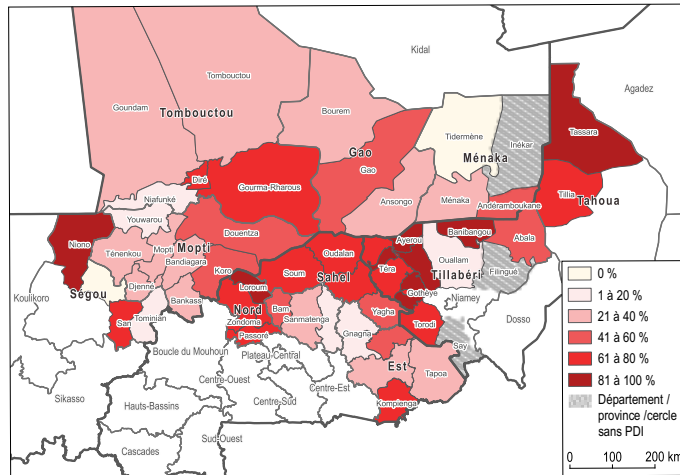 Kidal
Agadez
Tombouctou
Goundam
Tombouctou
Bourem
Tassara
Tidermène
Inékar
Gao
Ménaka
Gao
Diré
Gourma-Rharous
Tillia
Tahoua
Niafunké
Ansongo
Ménaka
Andéramboukane
Youwarou
Niono
Douentza
Ayerou
Banibangou
Abala
Mopti
Mopti
Ténenkou
Oudalan
Ouallam
Bandiagara
Koro
Soum
Sahel
Téra
Tillabéri
Filingué
Ségou
Djenné
Loroum
Gothèye
Koulikoro
Bankass
Niamey
San
Tominian
Nord
Bam
Yagha
Dosso
Zondoma
Sanmatenga
Torodi
Passoré
Gnagna
Boucle du Mouhoun
Plateau-Central
Say
Est
Tapoa
Centre-Ouest
Centre-Est
Sikasso
Hauts-Bassins
Centre-Sud
Kompienga
Sud-Ouest
Cascades
0 %
1 à 20 %
21 à 40 %
41 à 60 %
61 à 80 %
81 à 100 %
Département /
province /cercle
sans PDI
0 100 200 km